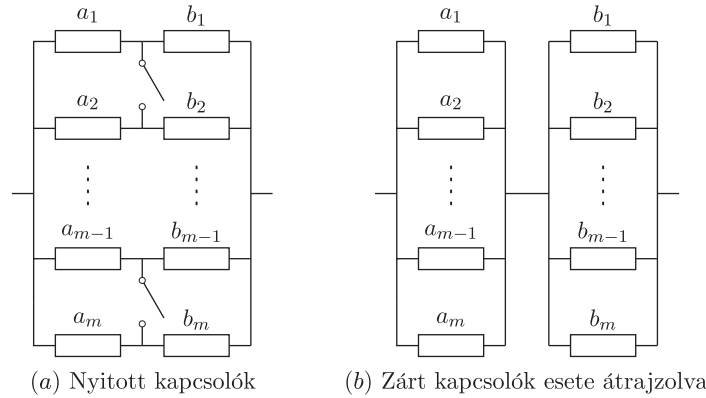 a₁ b₁ a₁ b₁
a₂ b₂ a₂ b₂
aₘ₋₁ bₘ₋₁ aₘ₋₁ bₘ₋₁
aₘ bₘ aₘ bₘ
(a) Nyitott kapcsolók (b) Zárt kapcsolók esete átrajzolva